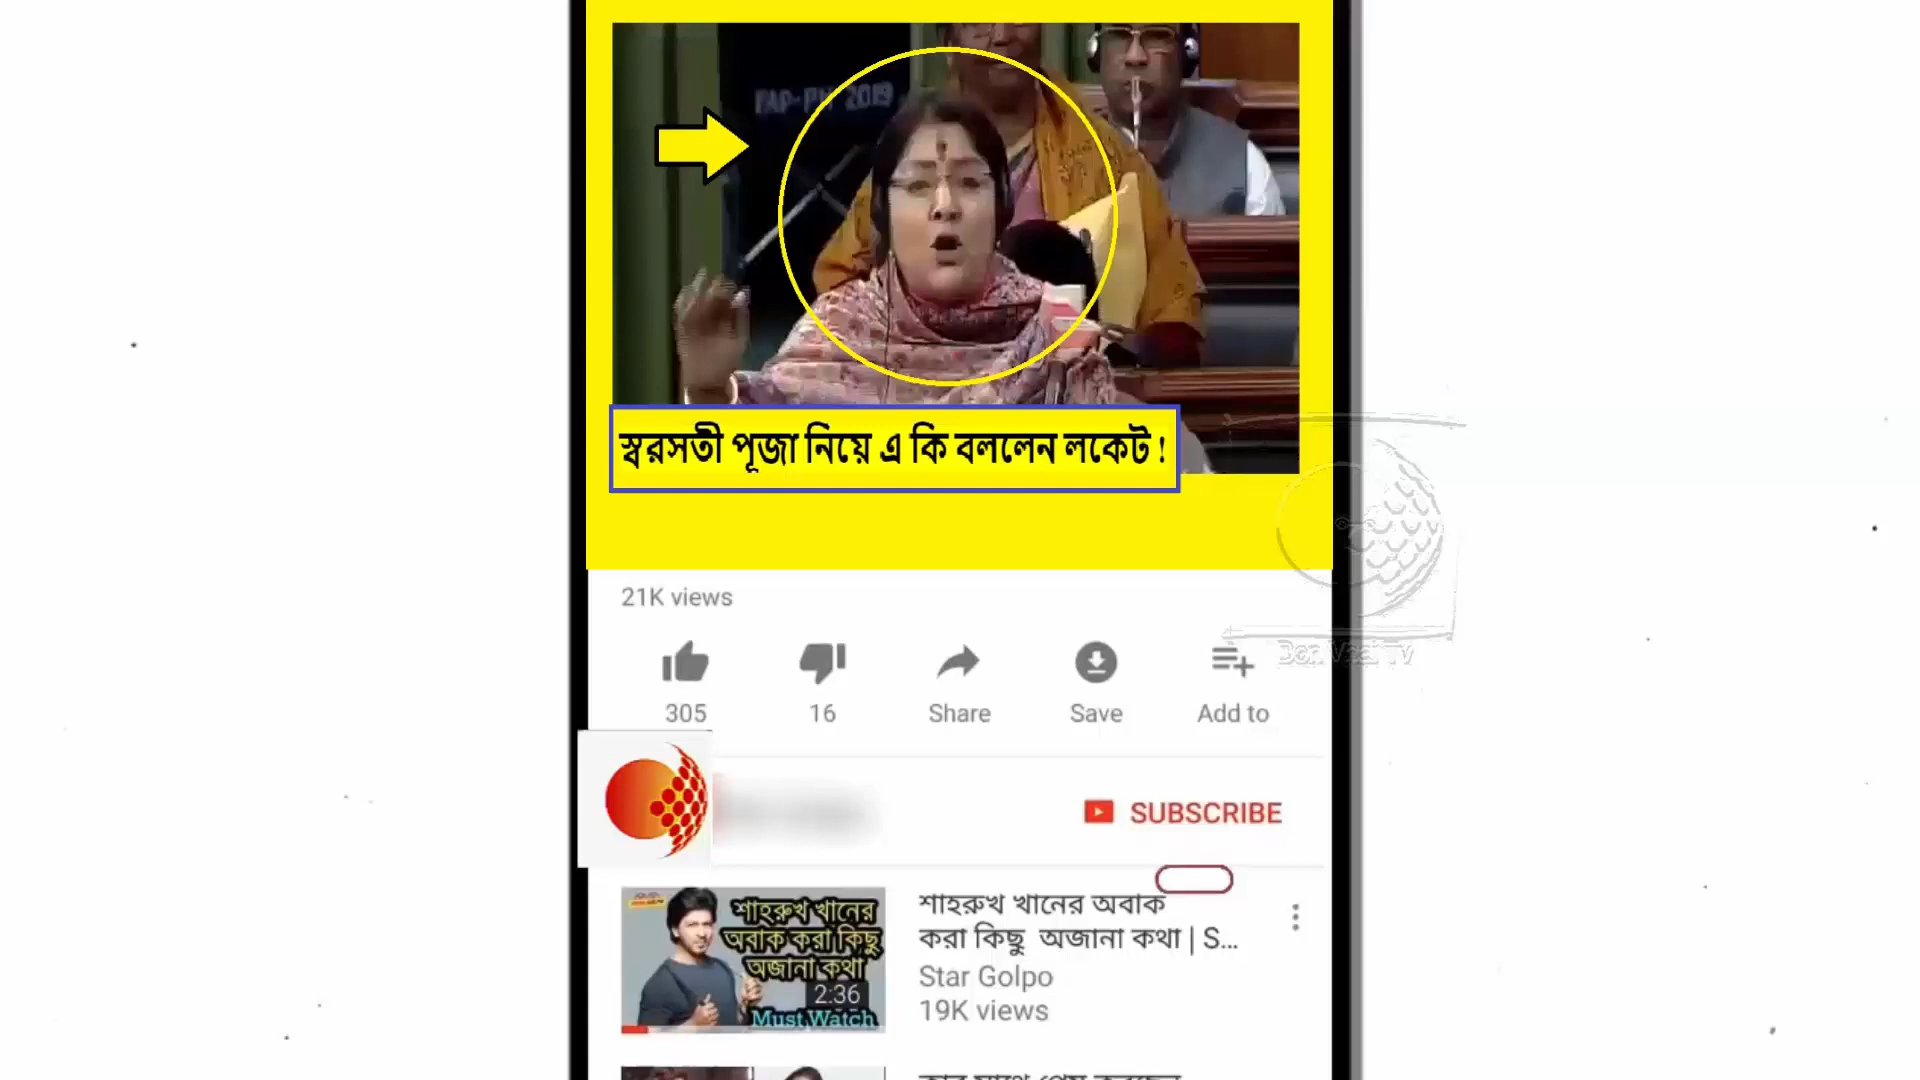 স্বরসতী পূজা নিয়ে এ কি বললেন লকেট !
21K views
305
16
Share
Save
Add to
SUBSCRIBE
শাহরুখ খানের
অবাক করা কিছু
অজানা কথা
2:36
Must Watch
শাহরুখ খানের অবাক
করা কিছু অজানা কথা | S...
Star Golpo
19K views